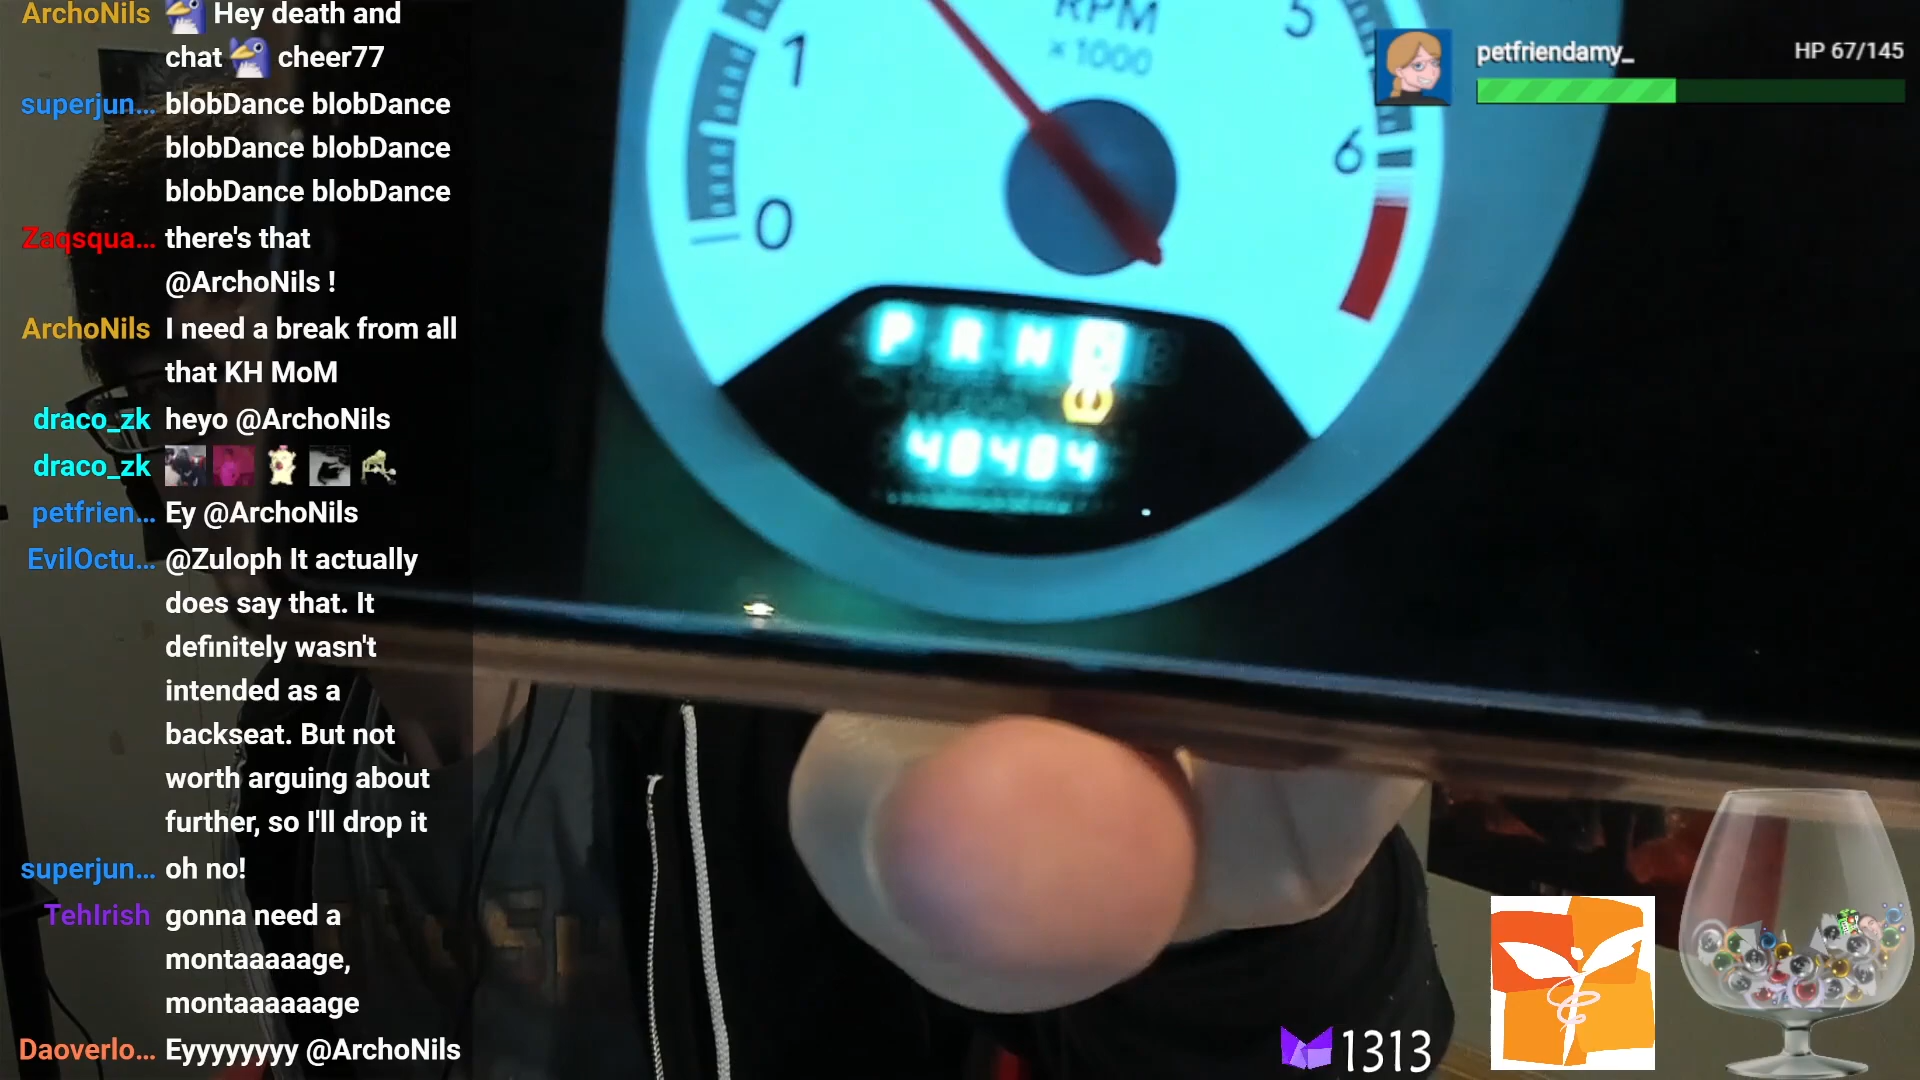 ArchoNils Hey death and
chat cheer77
superjun... blobDance blobDance
blobDance blobDance
blobDance blobDance
Zaqsqua... there's that
@ArchoNils !
ArchoNils I need a break from all
that KH MoM
draco_zk heyo @ArchoNils
draco_zk
petfrien... Ey @ArchoNils
EvilOctu... @Zuloph It actually
does say that. It
definitely wasn't
intended as a
backseat. But not
worth arguing about
further, so I'll drop it
superjun... oh no!
TehIrish gonna need a
montaaaaage,
montaaaaaage
Daoverlo... Eyyyyyyyy @ArchoNils
RPM
x 1000
0
1
5
6
P R N D
40404
petfriendamy_
HP 67/145
1313